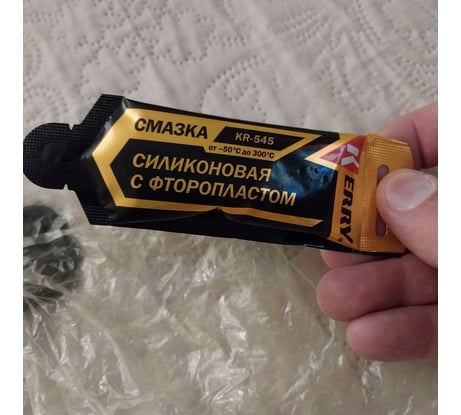 СМАЗКА
KR-545
от -50°С до 300°С
СИЛИКОНОВАЯ
С ФТОРОПЛАСТОМ
KERRY